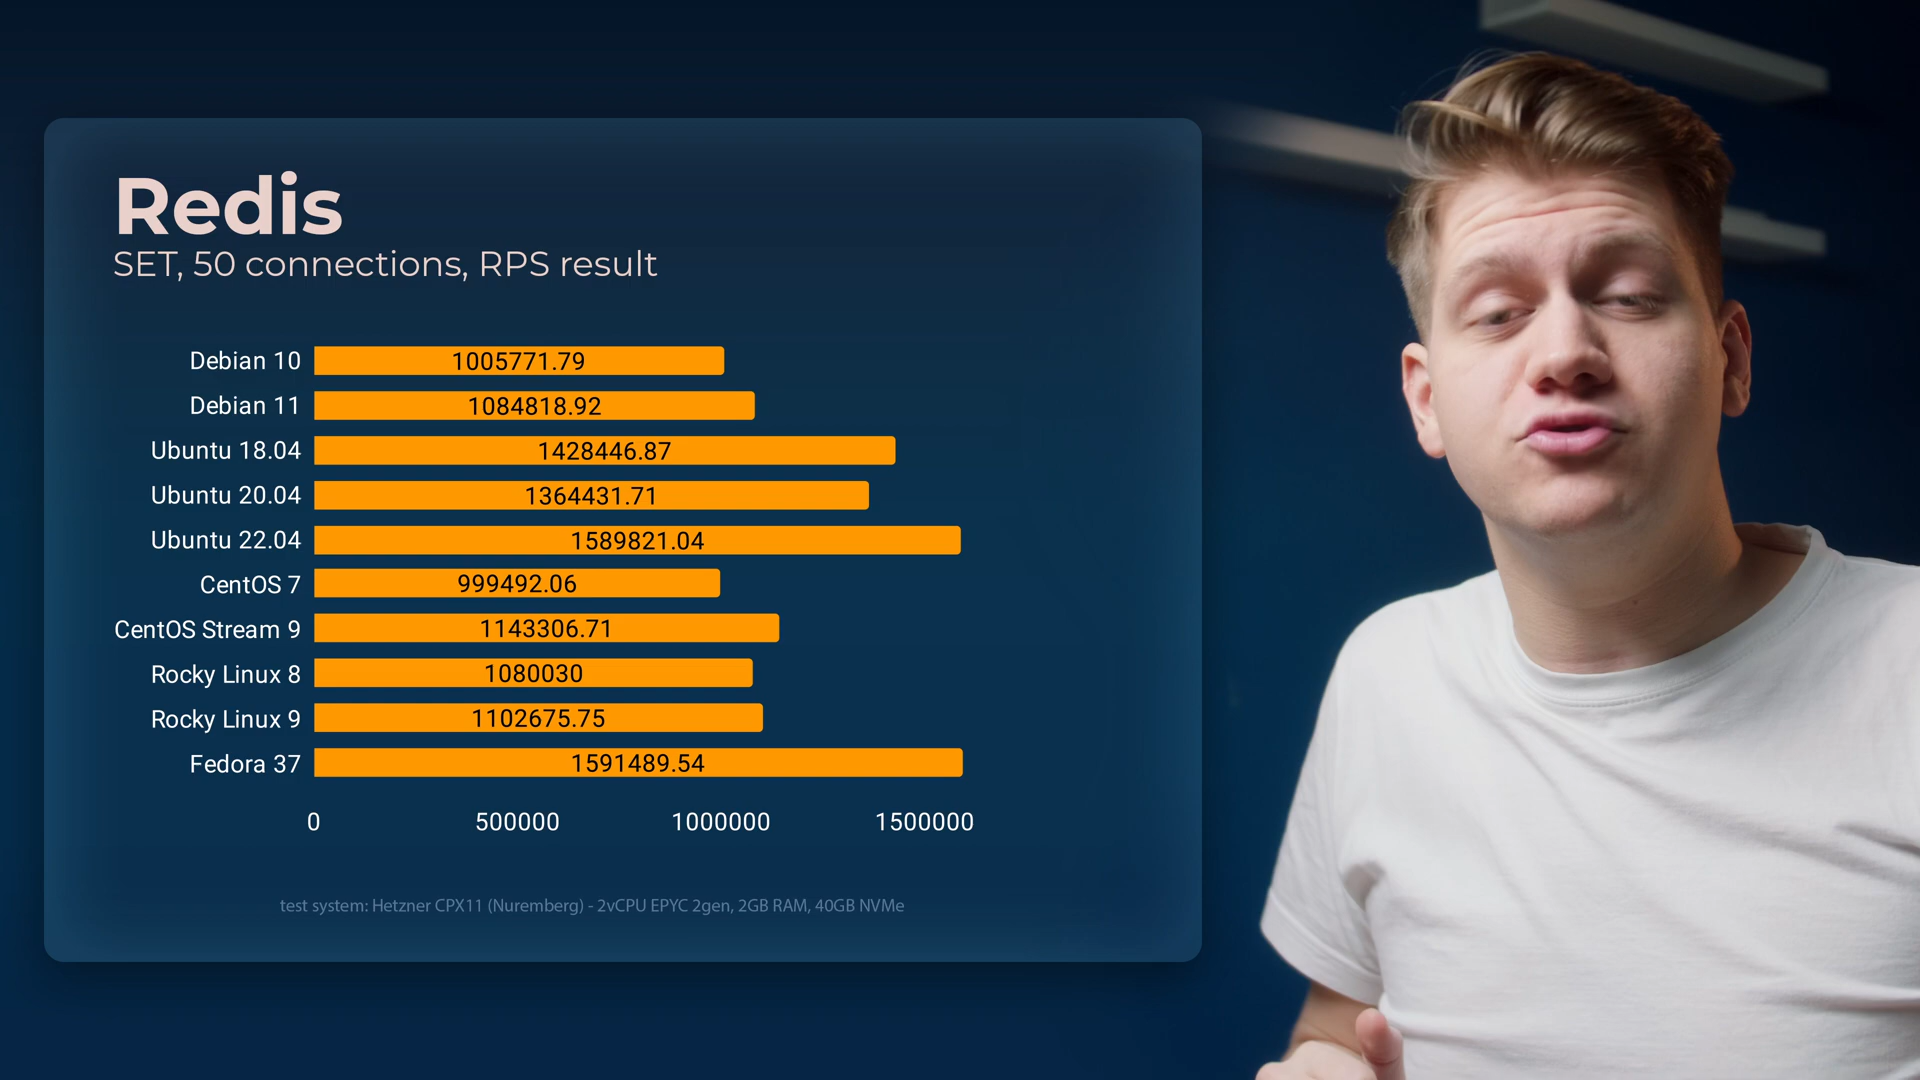 Redis
SET, 50 connections, RPS result
Debian 10 1005771.79
Debian 11 1084818.92
Ubuntu 18.04 1428446.87
Ubuntu 20.04 1364431.71
Ubuntu 22.04 1589821.04
CentOS 7 999492.06
CentOS Stream 9 1143306.71
Rocky Linux 8 1080030
Rocky Linux 9 1102675.75
Fedora 37 1591489.54
0 500000 1000000 1500000
test system: Hetzner CPX11 (Nuremberg) - 2vCPU EPYC 2gen, 2GB RAM, 40GB NVMe